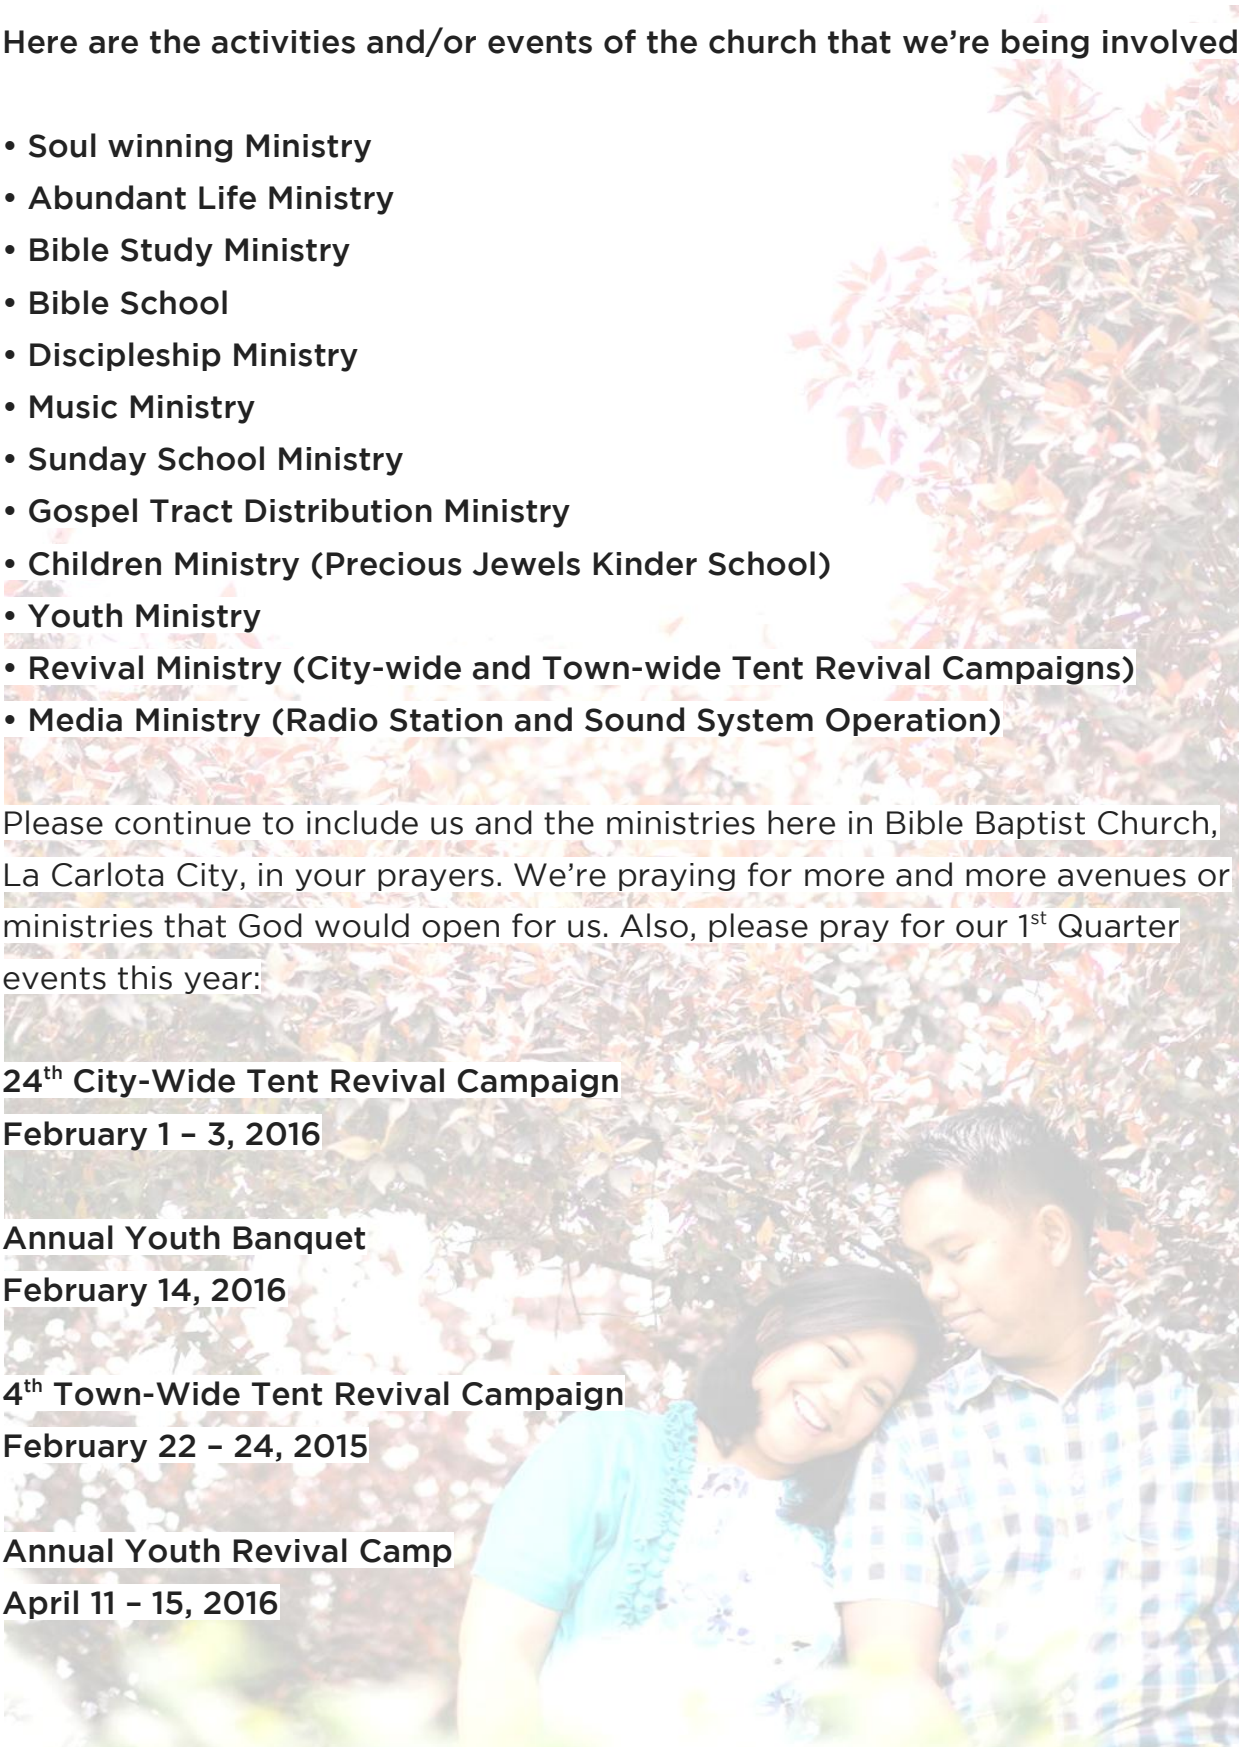 Here are the activities and/or events of the church that we’re being involved
• Soul winning Ministry
• Abundant Life Ministry
• Bible Study Ministry
• Bible School
• Discipleship Ministry
• Music Ministry
• Sunday School Ministry
• Gospel Tract Distribution Ministry
• Children Ministry (Precious Jewels Kinder School)
• Youth Ministry
• Revival Ministry (City-wide and Town-wide Tent Revival Campaigns)
• Media Ministry (Radio Station and Sound System Operation)
Please continue to include us and the ministries here in Bible Baptist Church,
La Carlota City, in your prayers. We’re praying for more and more avenues or
ministries that God would open for us. Also, please pray for our 1st Quarter
events this year:
24th City-Wide Tent Revival Campaign
February 1 – 3, 2016
Annual Youth Banquet
February 14, 2016
4th Town-Wide Tent Revival Campaign
February 22 – 24, 2015
Annual Youth Revival Camp
April 11 – 15, 2016